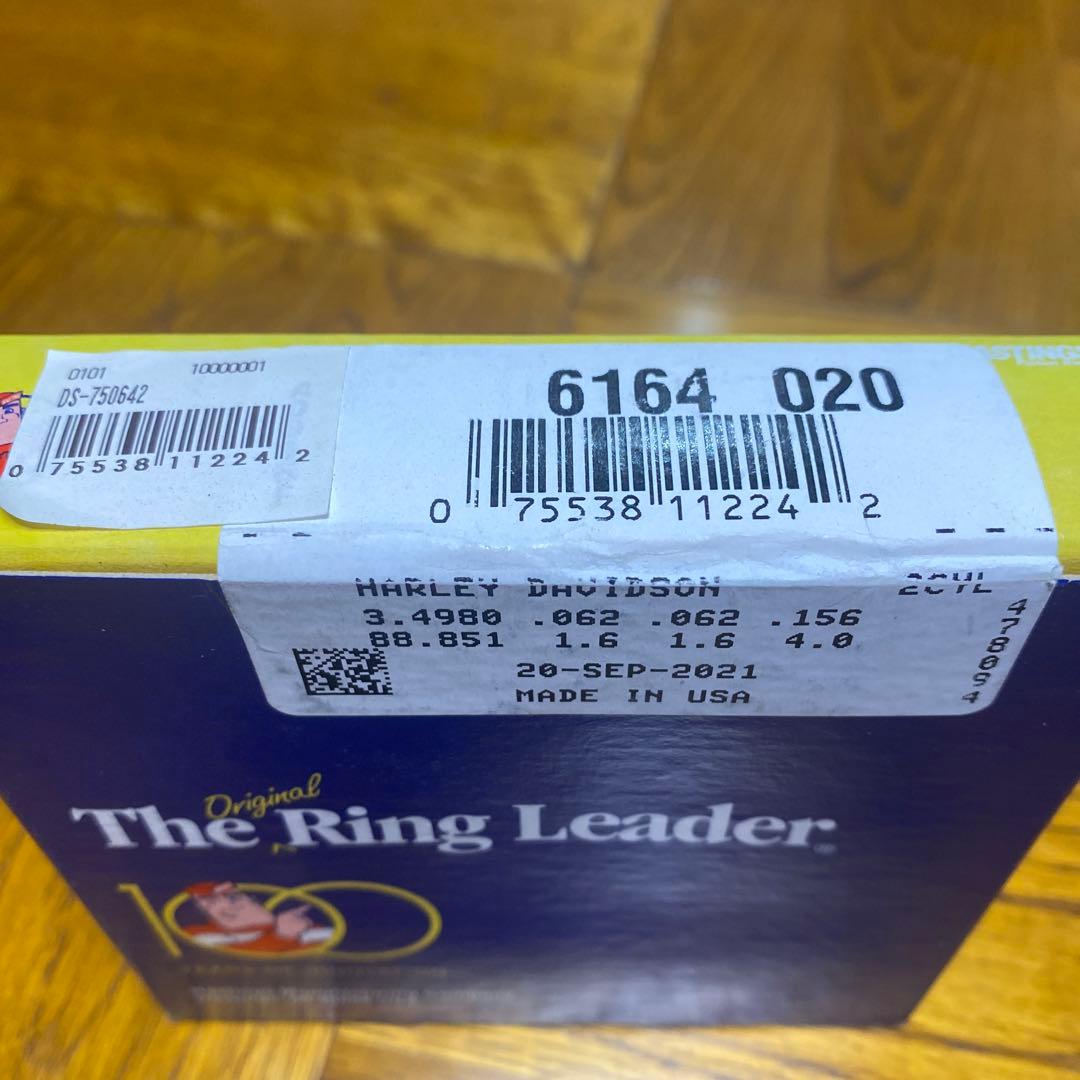 0101 10000001
DS-750642
0 75538 11224 2
6164 020
0 75538 11224 2
HARLEY DAVIDSON 2CYL
3.4980 .062 .062 .156
88.851 1.6 1.6 4.0
20-SEP-2021
MADE IN USA
STINGS
The Original Ring Leader®
100